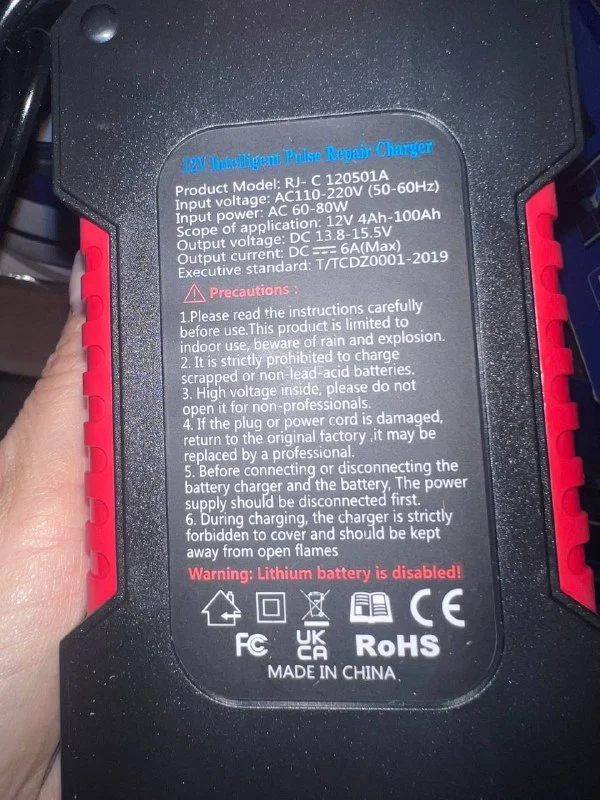 12V Intelligent Pulse Repair Charger
Product Model: RJ- C 120501A
Input voltage: AC110-220V (50-60Hz)
Input power: AC 60-80W
Scope of application: 12V 4Ah-100Ah
Output voltage: DC 13.8-15.5V
Output current: DC ⎓ 6A(Max)
Executive standard: T/TCDZ0001-2019
Precautions :
1.Please read the instructions carefully
before use.This product is limited to
indoor use, beware of rain and explosion.
2. It is strictly prohibited to charge
scrapped or non-lead-acid batteries.
3. High voltage inside, please do not
open it for non-professionals.
4. If the plug or power cord is damaged,
return to the original factory ,it may be
replaced by a professional.
5. Before connecting or disconnecting the
battery charger and the battery, The power
supply should be disconnected first.
6. During charging, the charger is strictly
forbidden to cover and should be kept
away from open flames
Warning: Lithium battery is disabled!
CE
FC UK CA RoHS
MADE IN CHINA